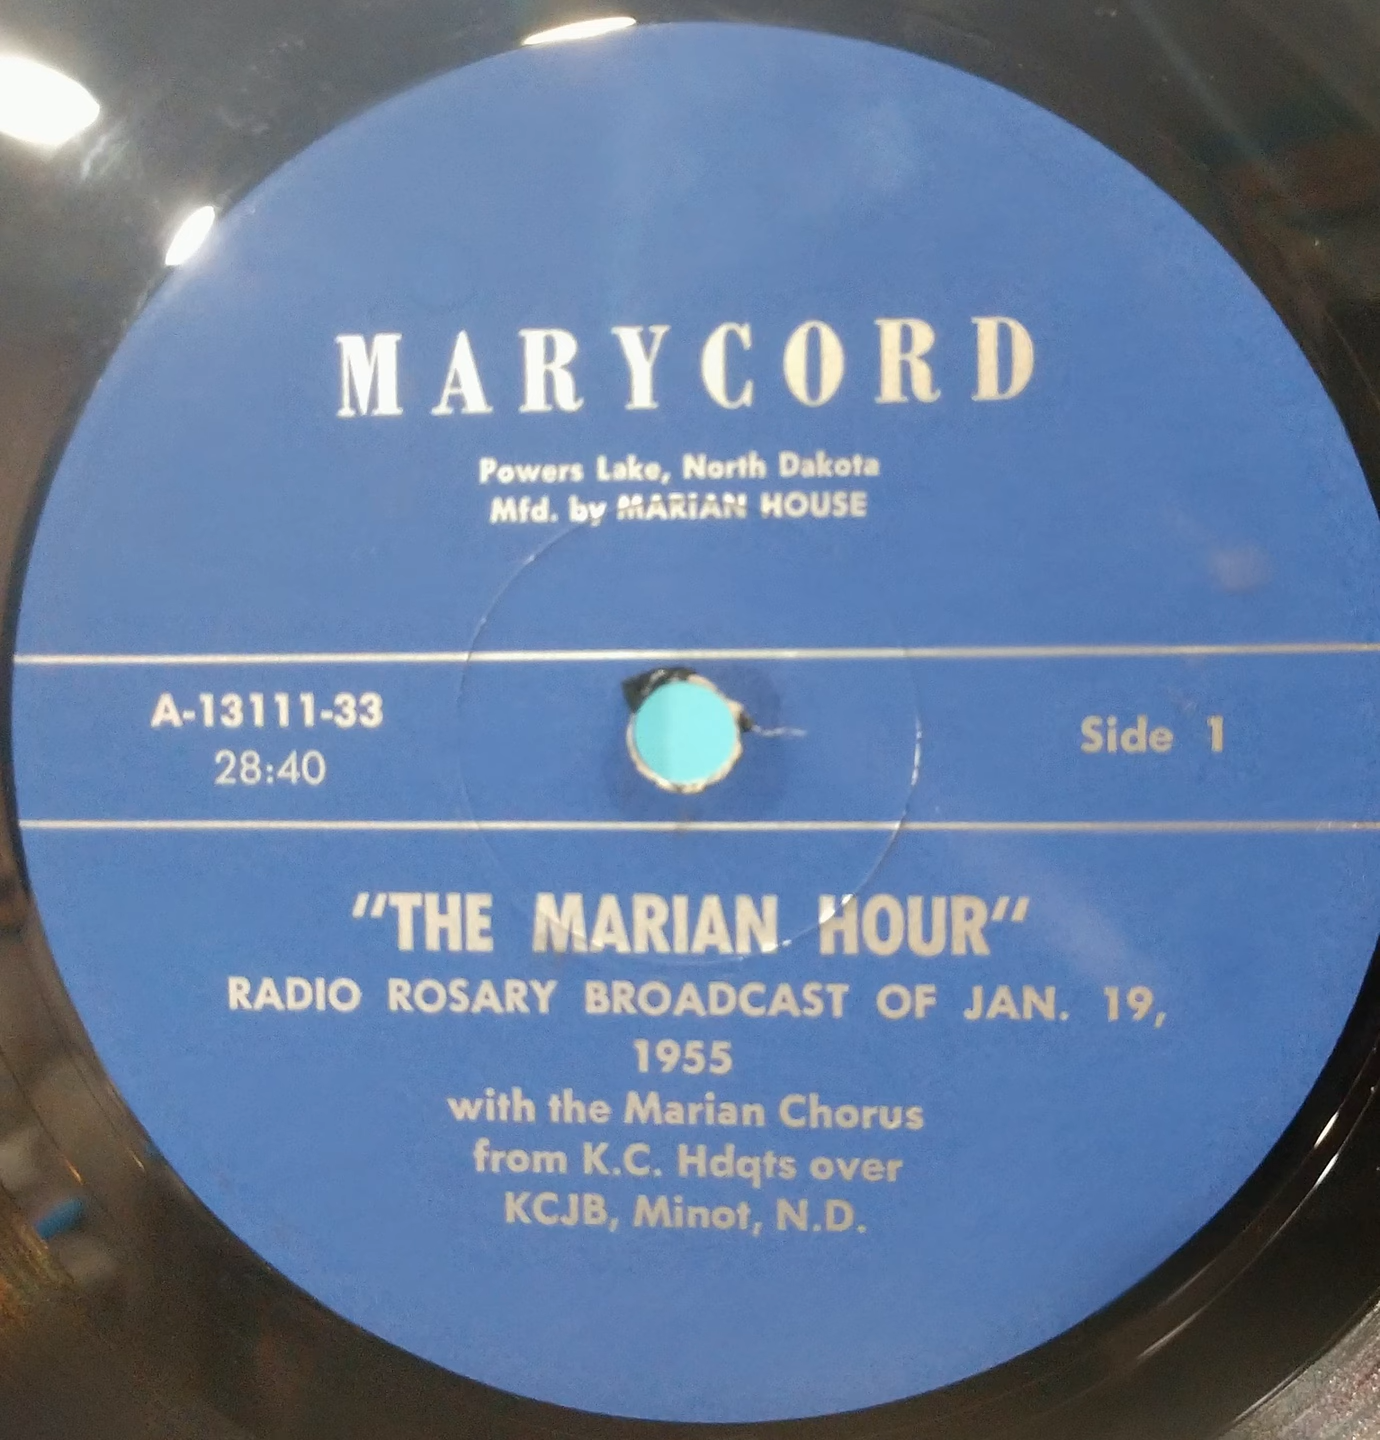 MARYCORD
Powers Lake, North Dakota
Mfd. by MARIAN HOUSE
A-13111-33
28:40
Side 1
"THE MARIAN HOUR"
RADIO ROSARY BROADCAST OF JAN. 19,
1955
with the Marian Chorus
from K.C. Hdqts over
KCJB, Minot, N.D.